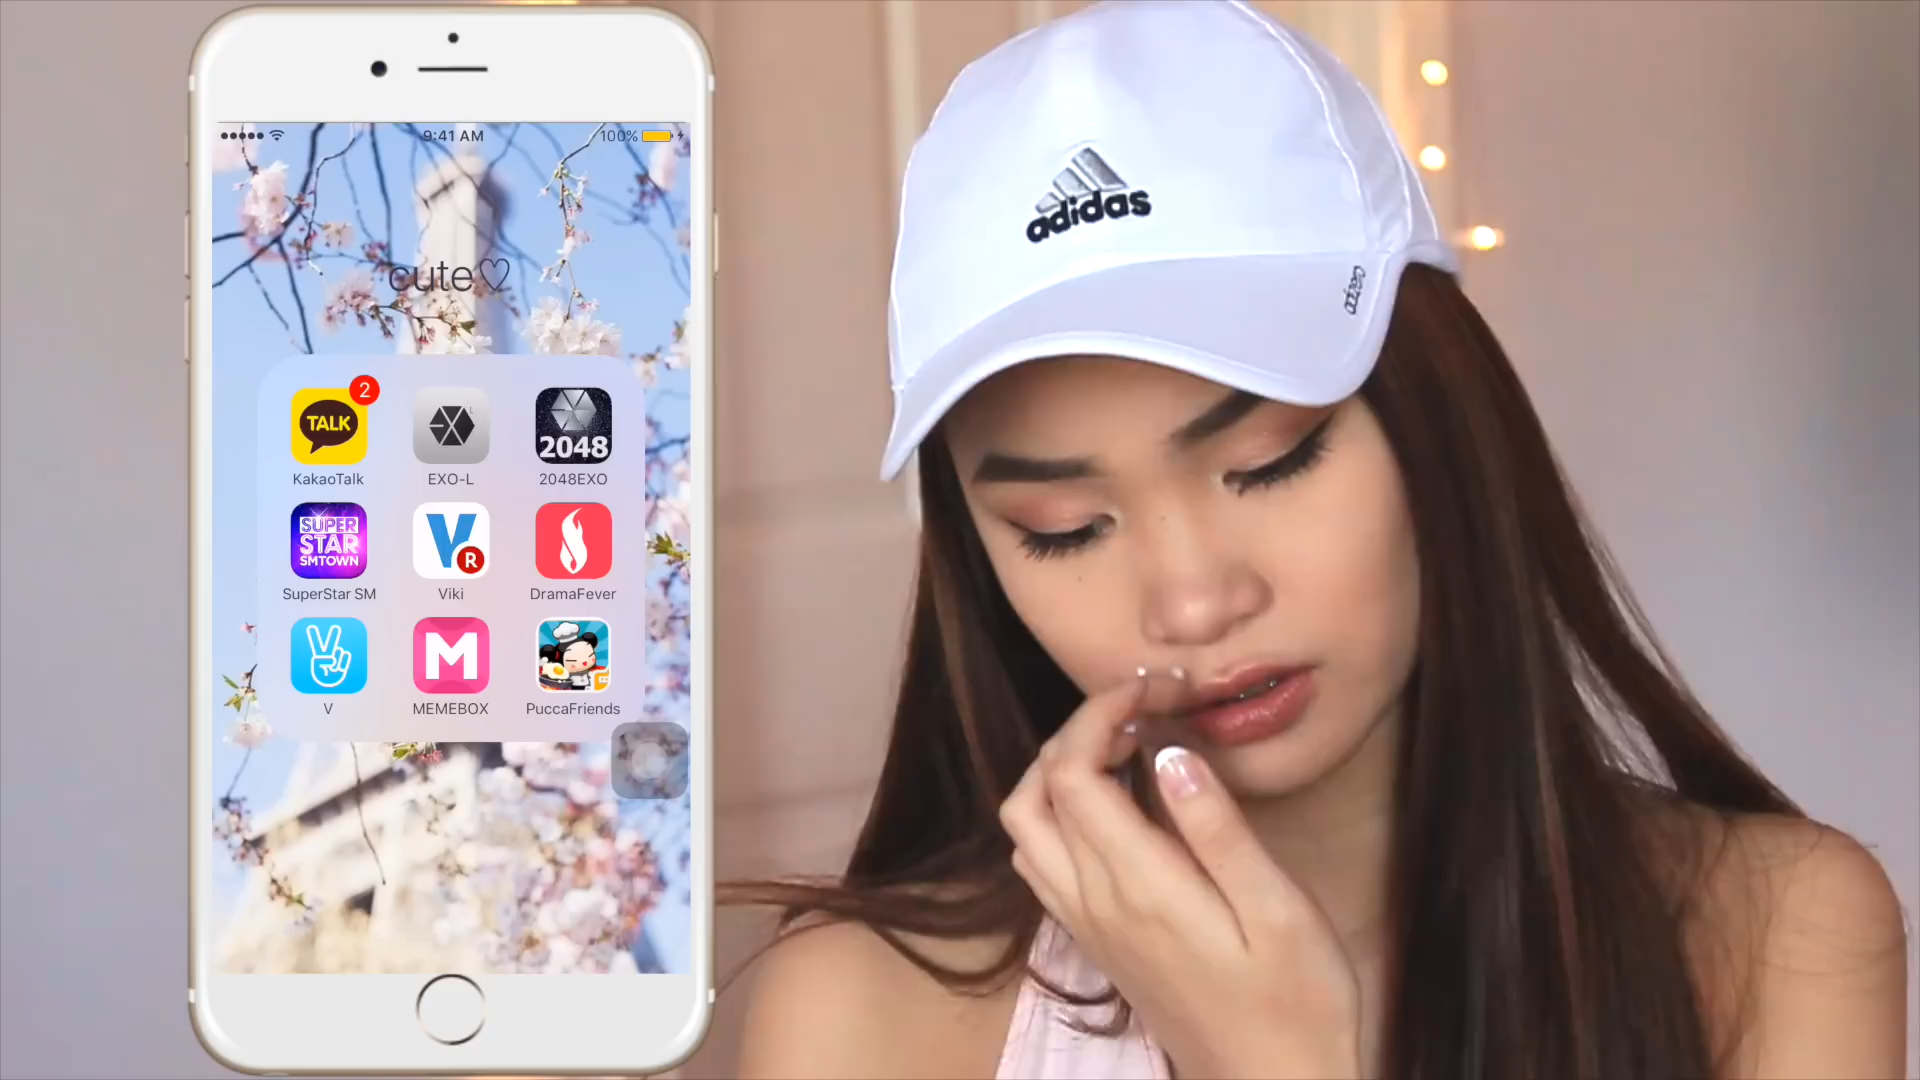 9:41 AM
100%
cute♡
2
TALK
KakaoTalk
EXO-L
2048
2048EXO
SUPER
STAR
SMTOWN
SuperStar SM
V
R
Viki
DramaFever
V
V
M
MEMEBOX
PuccaFriends
adidas